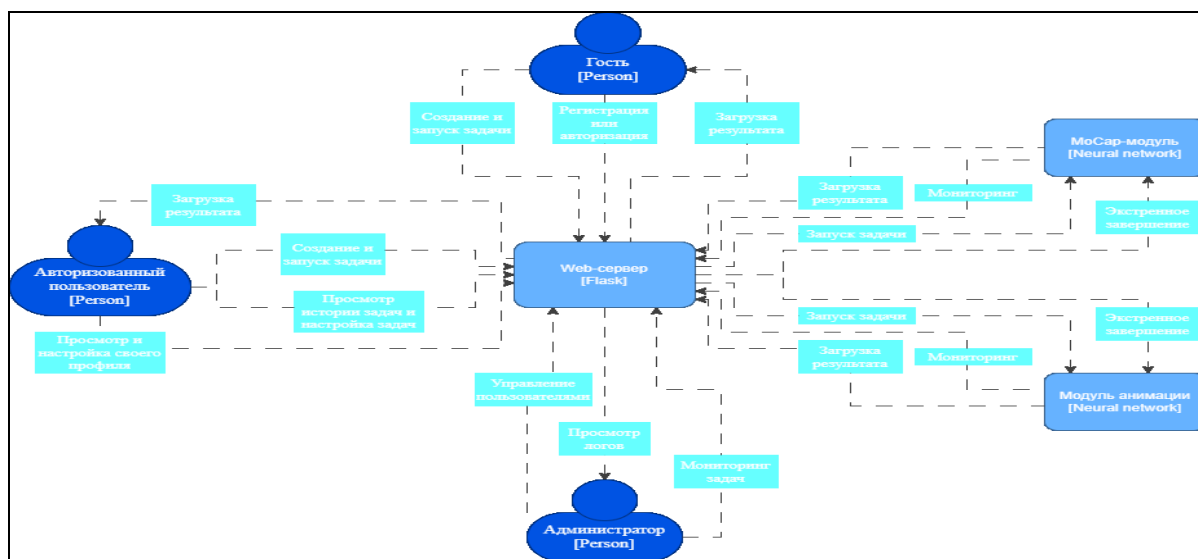 Гость
[Person]
Создание и
запуск задачи
Регистрация
или
авторизация
Загрузка
результата
MoCap-модуль
[Neural network]
Загрузка
результата
Мониторинг
Экстренное
завершение
Запуск задачи
Загрузка
результата
Авторизованный
пользователь
[Person]
Создание и
запуск задачи
Просмотр
истории задач и
настройка задач
Просмотр и
настройка своего
профиля
Web-сервер
[Flask]
Запуск задачи
Экстренное
завершение
Загрузка
результата
Мониторинг
Модуль анимации
[Neural network]
Управление
пользователями
Просмотр
логов
Мониторинг
задач
Администратор
[Person]